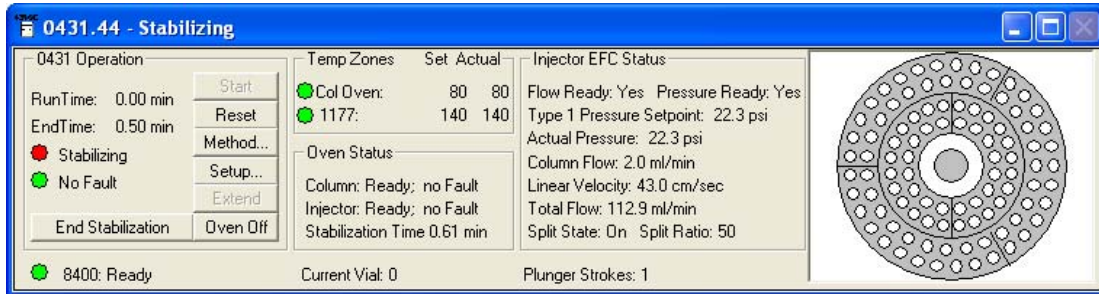 0431.44 - Stabilizing
0431 Operation
RunTime: 0.00 min
EndTime: 0.50 min
Stabilizing
No Fault
Start
Reset
Method...
Setup...
Extend
End Stabilization Oven Off
Temp Zones Set Actual
Col Oven: 80 80
1177: 140 140
Oven Status
Column: Ready; no Fault
Injector: Ready; no Fault
Stabilization Time 0.61 min
Injector EFC Status
Flow Ready: Yes Pressure Ready: Yes
Type 1 Pressure Setpoint: 22.3 psi
Actual Pressure: 22.3 psi
Column Flow: 2.0 ml/min
Linear Velocity: 43.0 cm/sec
Total Flow: 112.9 ml/min
Split State: On Split Ratio: 50
8400: Ready Current Vial: 0 Plunger Strokes: 1